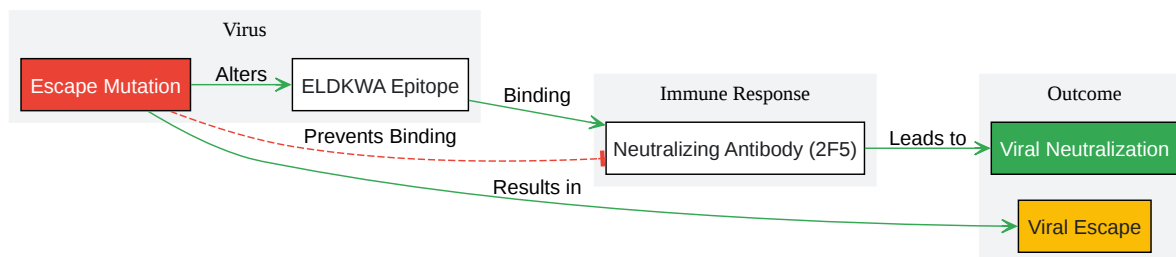 Virus
Escape Mutation
Alters
ELDKWA Epitope
Binding
Prevents Binding
Immune Response
Neutralizing Antibody (2F5)
Leads to
Results in
Outcome
Viral Neutralization
Viral Escape